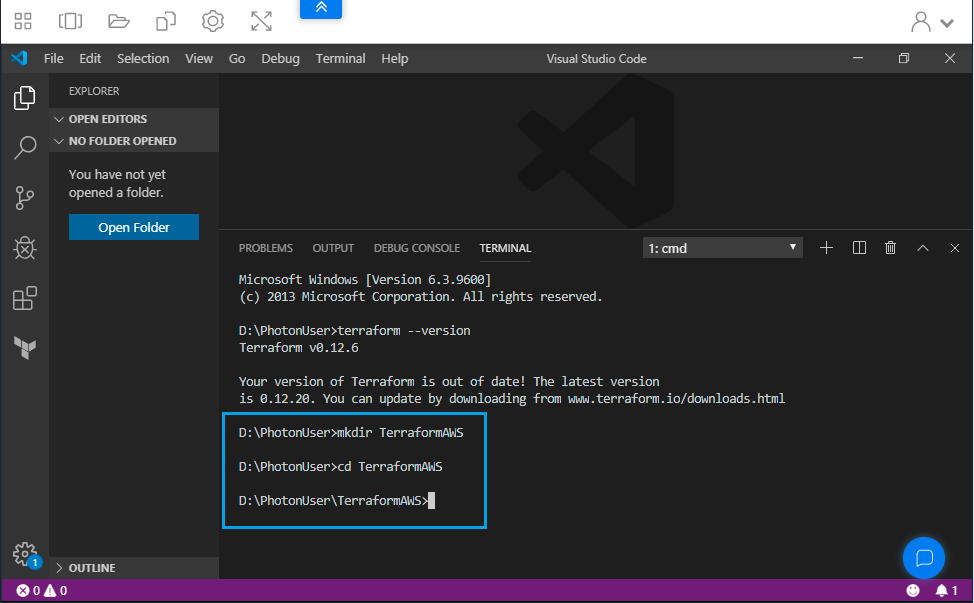 File Edit Selection View Go Debug Terminal Help Visual Studio Code
EXPLORER
OPEN EDITORS
NO FOLDER OPENED
You have not yet
opened a folder.
Open Folder
PROBLEMS OUTPUT DEBUG CONSOLE TERMINAL 1: cmd
Microsoft Windows [Version 6.3.9600]
(c) 2013 Microsoft Corporation. All rights reserved.
D:\PhotonUser>terraform --version
Terraform v0.12.6
Your version of Terraform is out of date! The latest version
is 0.12.20. You can update by downloading from www.terraform.io/downloads.html
D:\PhotonUser>mkdir TerraformAWS
D:\PhotonUser>cd TerraformAWS
D:\PhotonUser\TerraformAWS>
1
OUTLINE
0 0 1